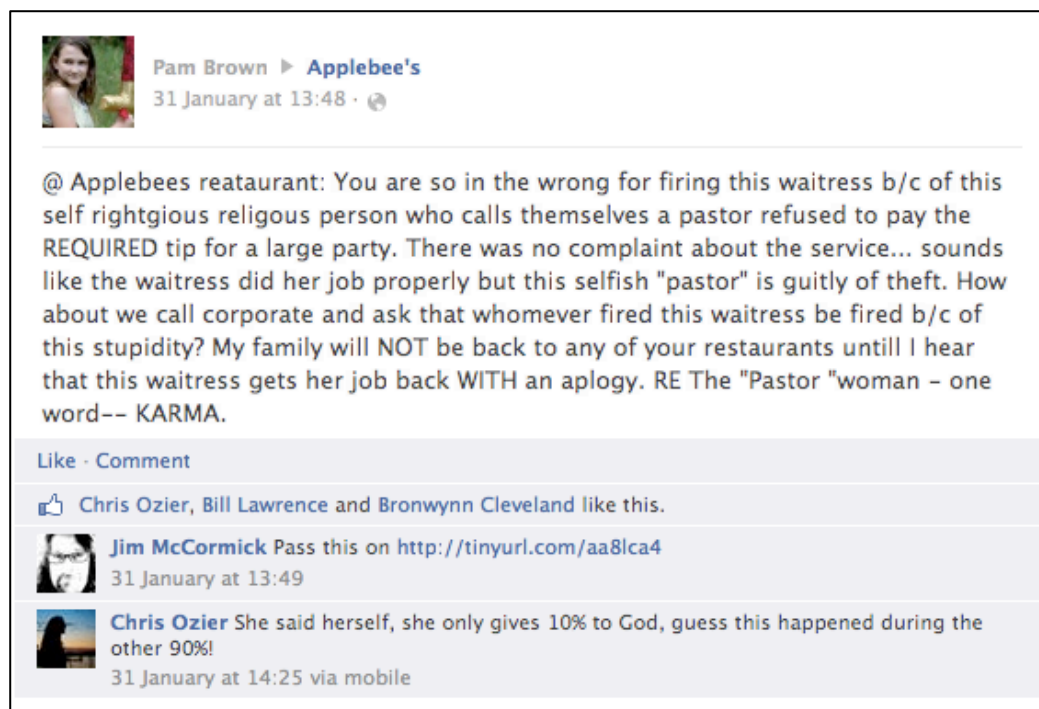 Pam Brown ▶ Applebee's
31 January at 13:48 ·
@ Applebees reataurant: You are so in the wrong for firing this waitress b/c of this
self rightgious religous person who calls themselves a pastor refused to pay the
REQUIRED tip for a large party. There was no complaint about the service... sounds
like the waitress did her job properly but this selfish "pastor" is guitly of theft. How
about we call corporate and ask that whomever fired this waitress be fired b/c of
this stupidity? My family will NOT be back to any of your restaurants untill I hear
that this waitress gets her job back WITH an aplogy. RE The "Pastor "woman – one
word–– KARMA.
Like · Comment
Chris Ozier, Bill Lawrence and Bronwynn Cleveland like this.
Jim McCormick Pass this on http://tinyurl.com/aa8lca4
31 January at 13:49
Chris Ozier She said herself, she only gives 10% to God, guess this happened during the
other 90%!
31 January at 14:25 via mobile